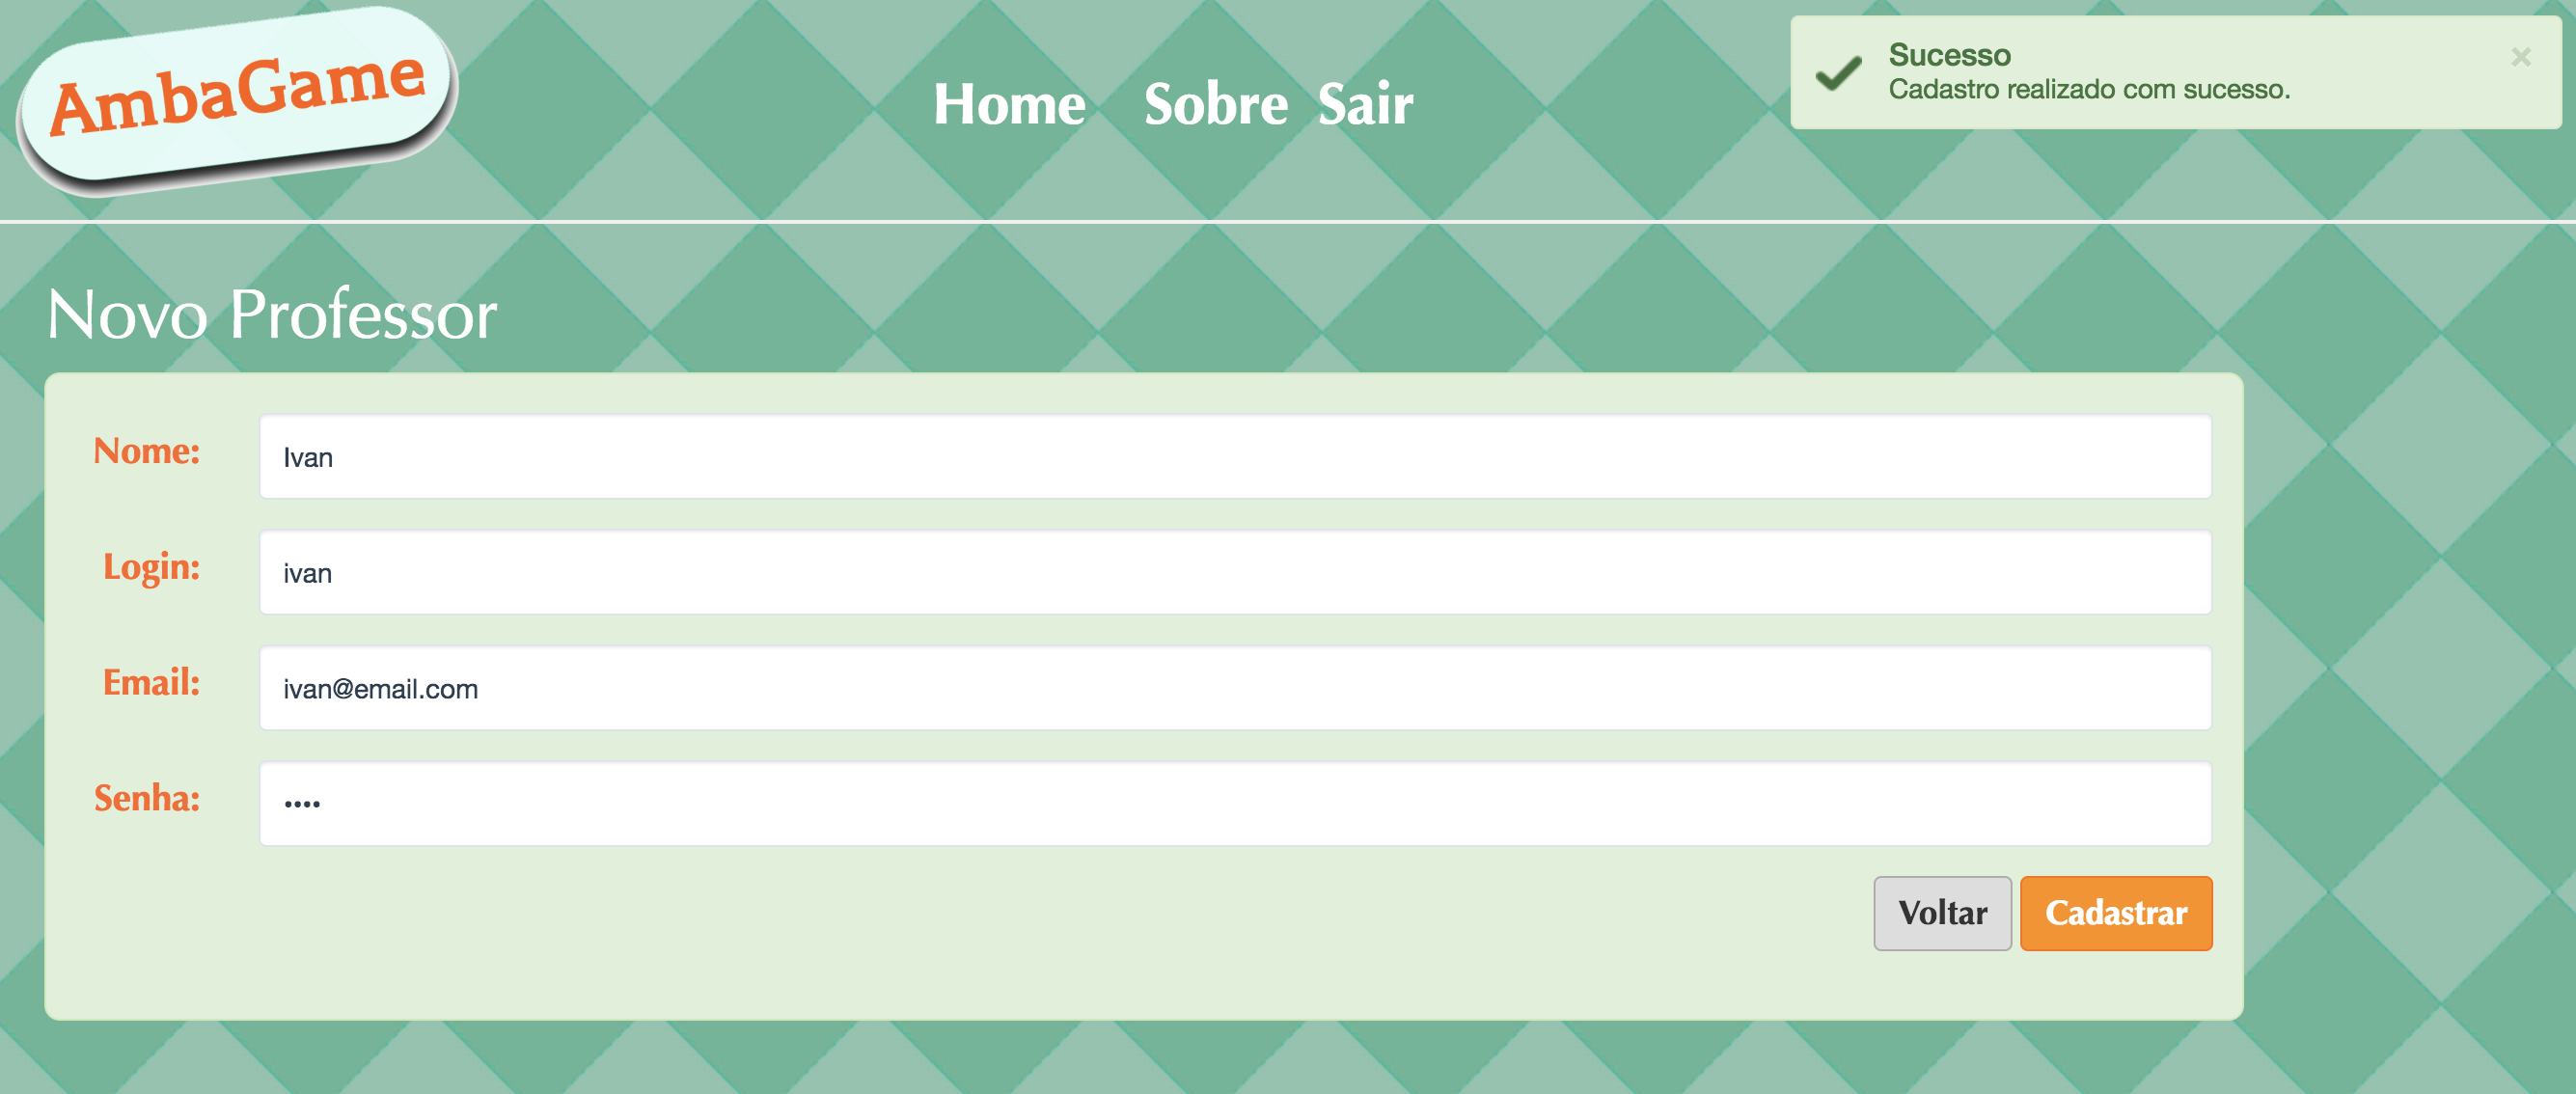 AmbaGame
Home Sobre Sair
Sucesso
Cadastro realizado com sucesso.
×
Novo Professor
Nome: Ivan
Login: ivan
Email: ivan@email.com
Senha: ••••
Voltar Cadastrar